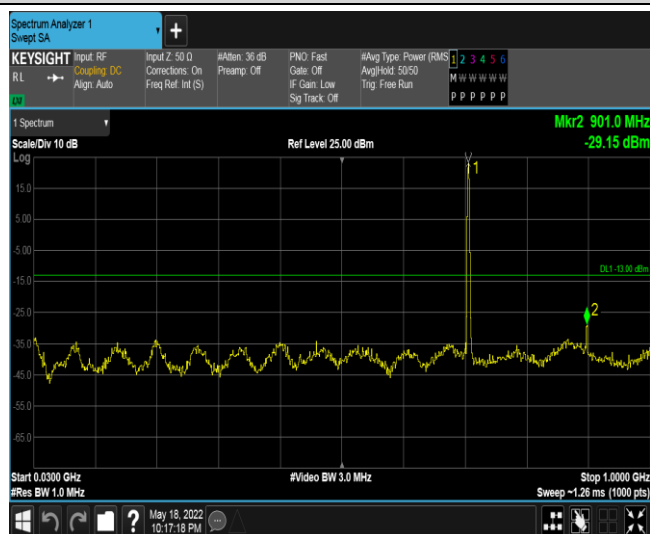 Spectrum Analyzer 1
Swept SA
KEYSIGHT
RL
LXI
Input: RF
Coupling: DC
Align: Auto
Input Z: 50 Ω
Corrections: On
Freq Ref: Int (S)
#Atten: 36 dB
Preamp: Off
PNO: Fast
Gate: Off
IF Gain: Low
Sig Track: Off
#Avg Type: Power (RMS
Avg|Hold: 50/50
Trig: Free Run
1 2 3 4 5 6
M W W W W W
P P P P P P
1 Spectrum
Mkr2 901.0 MHz
-29.15 dBm
Scale/Div 10 dB
Ref Level 25.00 dBm
Log
1
15.0
5.00
-5.00
DL1 -13.00 dBm
-15.0
-25.0
2
-35.0
-45.0
-55.0
-65.0
Start 0.0300 GHz
#Video BW 3.0 MHz
Stop 1.0000 GHz
#Res BW 1.0 MHz
Sweep ~1.26 ms (1000 pts)
?
May 18, 2022
10:17:18 PM